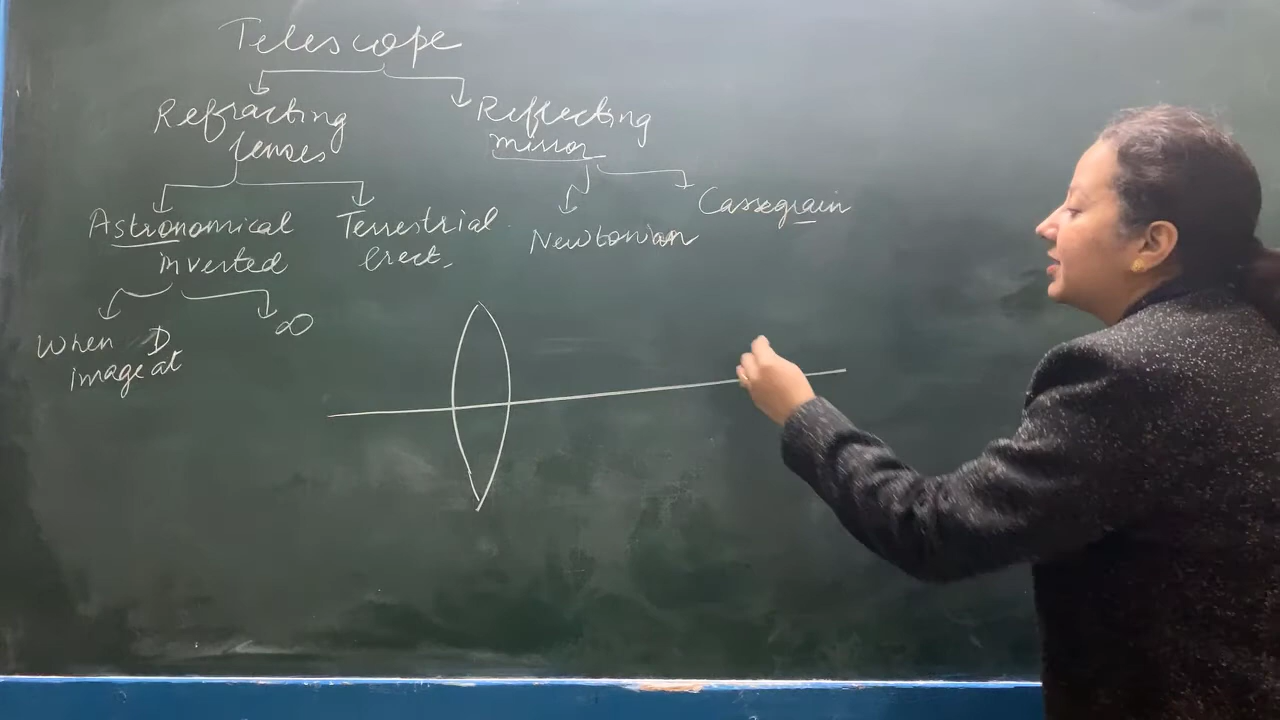 Telescope
Refracting
lenses
Reflecting
mirror
Astronomical
inverted
Terrestrial
Erect,
Newtonian
Cassegrain
When D
image at
∞